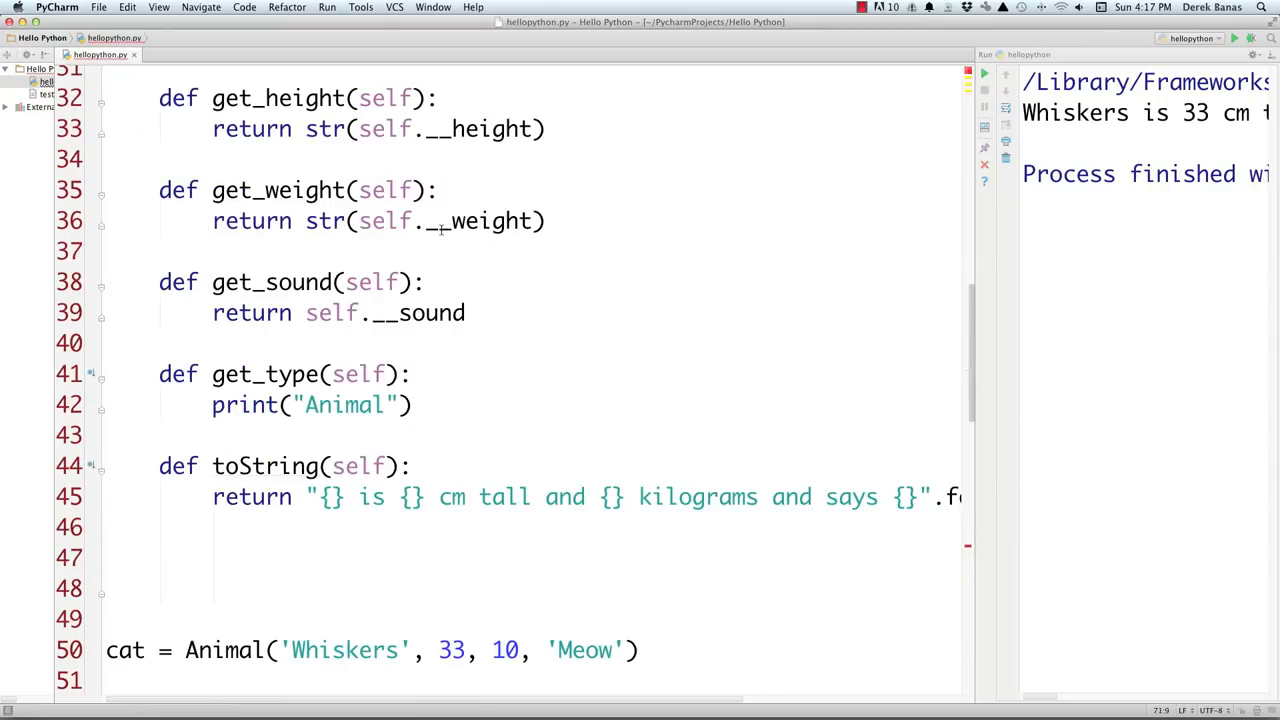 PyCharm File Edit View Navigate Code Refactor Run Tools VCS Window Help 10 Sun 4:17 PM Derek Banas
hellopython.py - Hello Python - [~/PycharmProjects/Hello Python]
Hello Python hellopython.py hellopython
hellopython.py Run hellopython
Hello P
hell
test
Externa
31
32 def get_height(self):
33 return str(self.__height)
34
35 def get_weight(self):
36 return str(self.__weight)
37
38 def get_sound(self):
39 return self.__sound
40
41 def get_type(self):
42 print("Animal")
43
44 def toString(self):
45 return "{} is {} cm tall and {} kilograms and says {}".fo
46
47
48
49
50 cat = Animal('Whiskers', 33, 10, 'Meow')
51
/Library/Frameworks
Whiskers is 33 cm t
Process finished wi
71:9 LF UTF-8